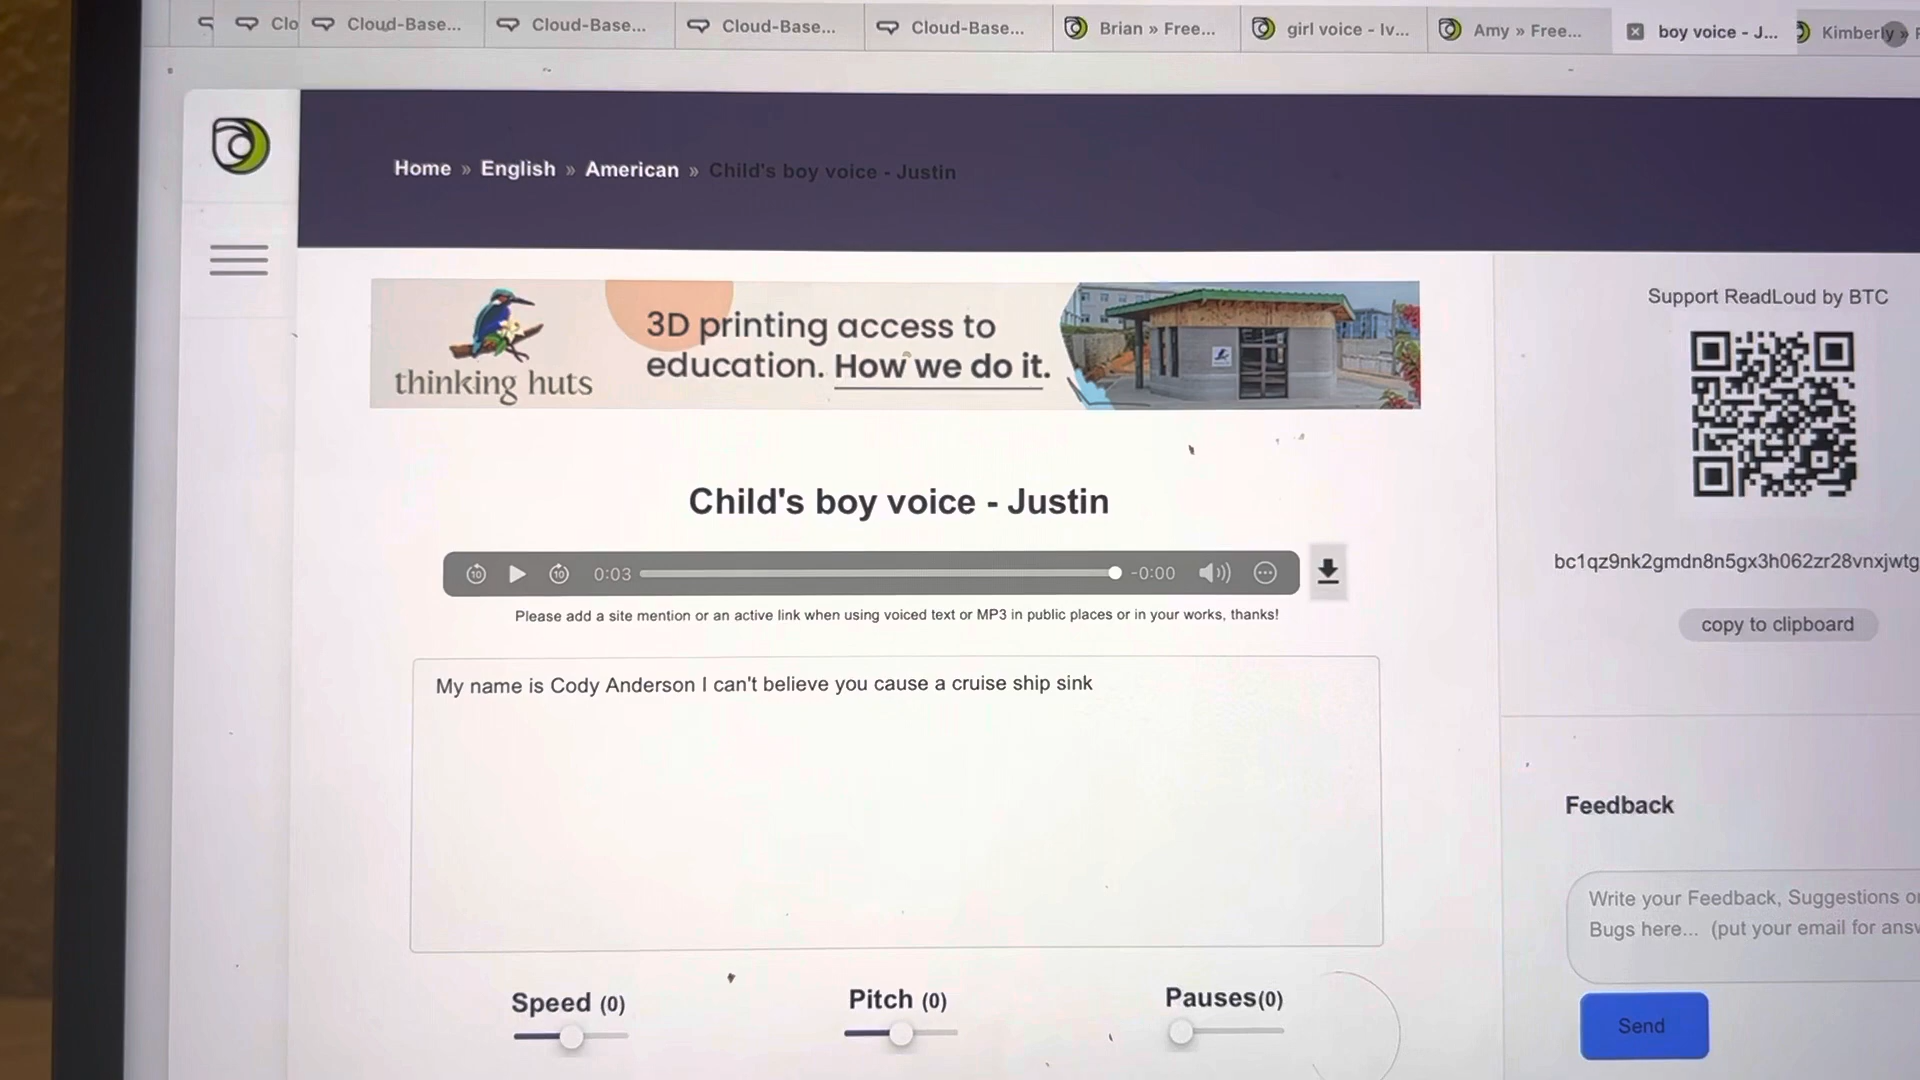 Clo
Cloud-Base...
Cloud-Base...
Cloud-Base...
Cloud-Base...
Brian » Free...
girl voice - Iv...
Amy » Free...
boy voice - J...
Kimberly »
Home » English » American » Child's boy voice - Justin
thinking huts
3D printing access to
education. How we do it.
Support ReadLoud by BTC
Child's boy voice - Justin
10
10
0:03
-0:00
bc1qz9nk2gmdn8n5gx3h062zr28vnxjwtg
Please add a site mention or an active link when using voiced text or MP3 in public places or in your works, thanks!
copy to clipboard
My name is Cody Anderson I can't believe you cause a cruise ship sink
Feedback
Write your Feedback, Suggestions or
Bugs here... (put your email for answ
Speed (0)
Pitch (0)
Pauses(0)
Send